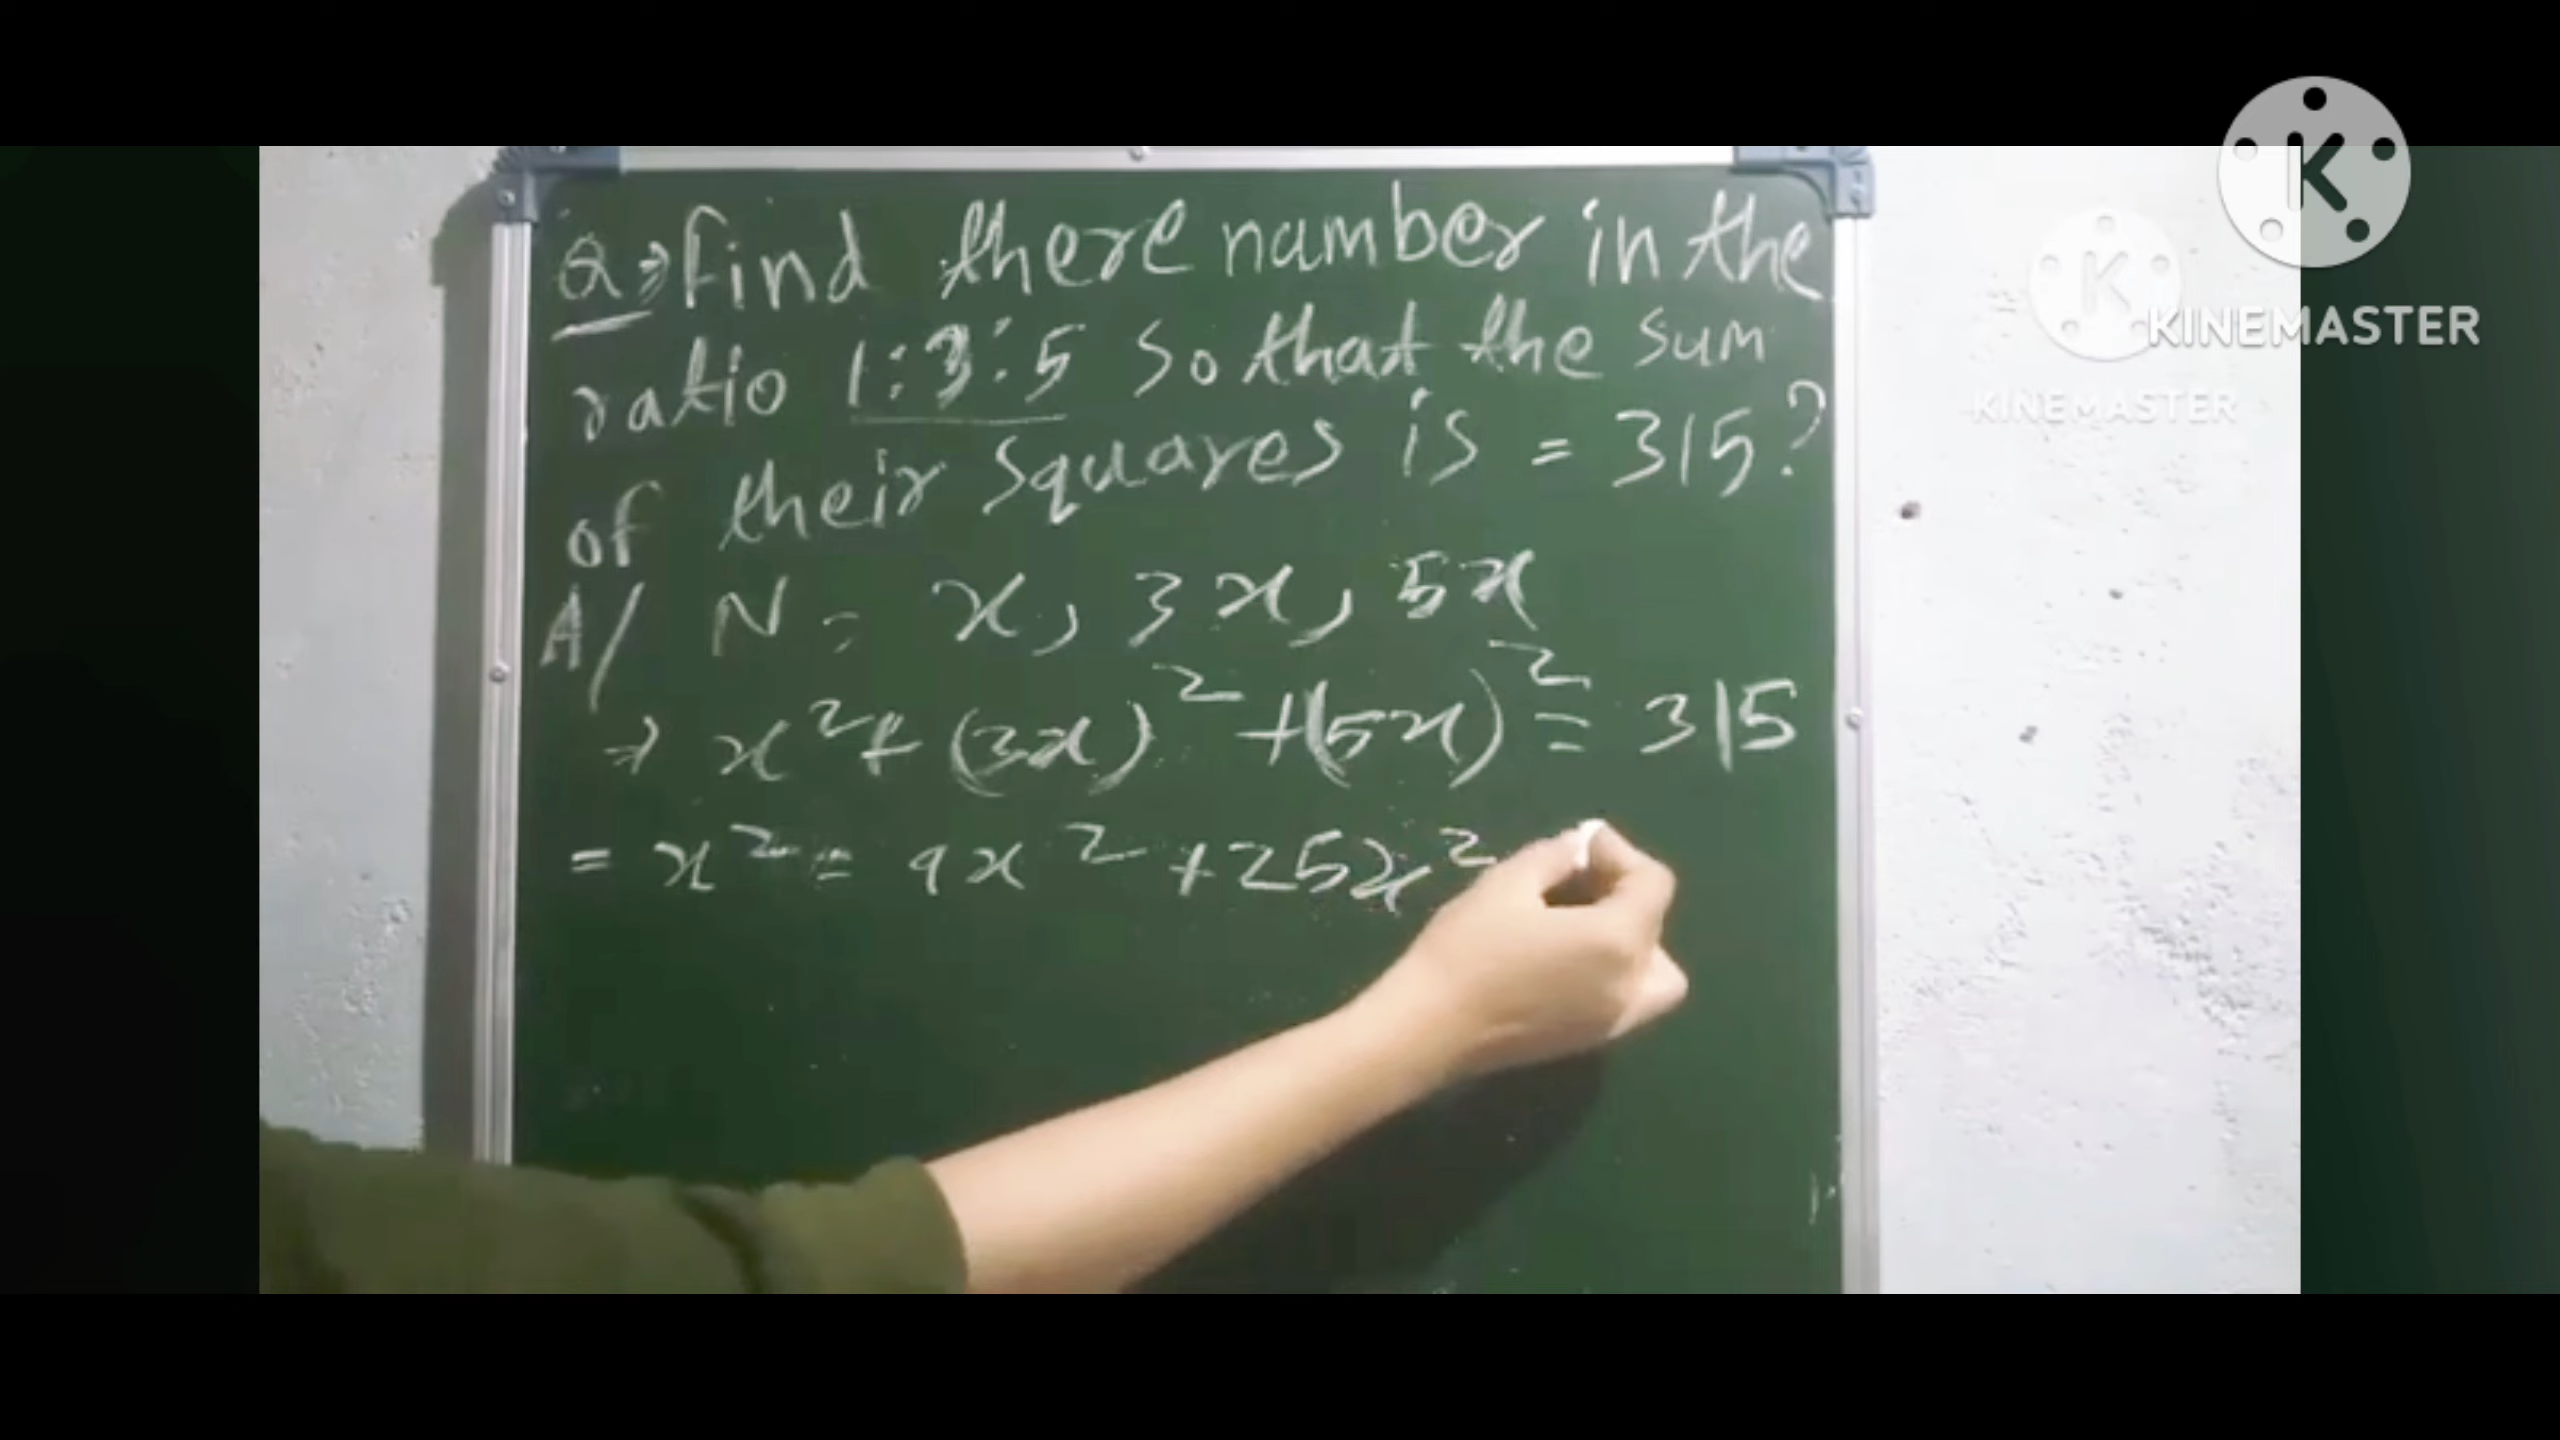 Q⇒ find there number in the
ratio 1:3:5 so that the sum
of their squares is = 315?
A/ N = x, 3x, 5x
⇒ x² + (3x)² + (5x)² = 315
= x² = 9x² + 25x²
K
KINEMASTER
K
KINEMASTER